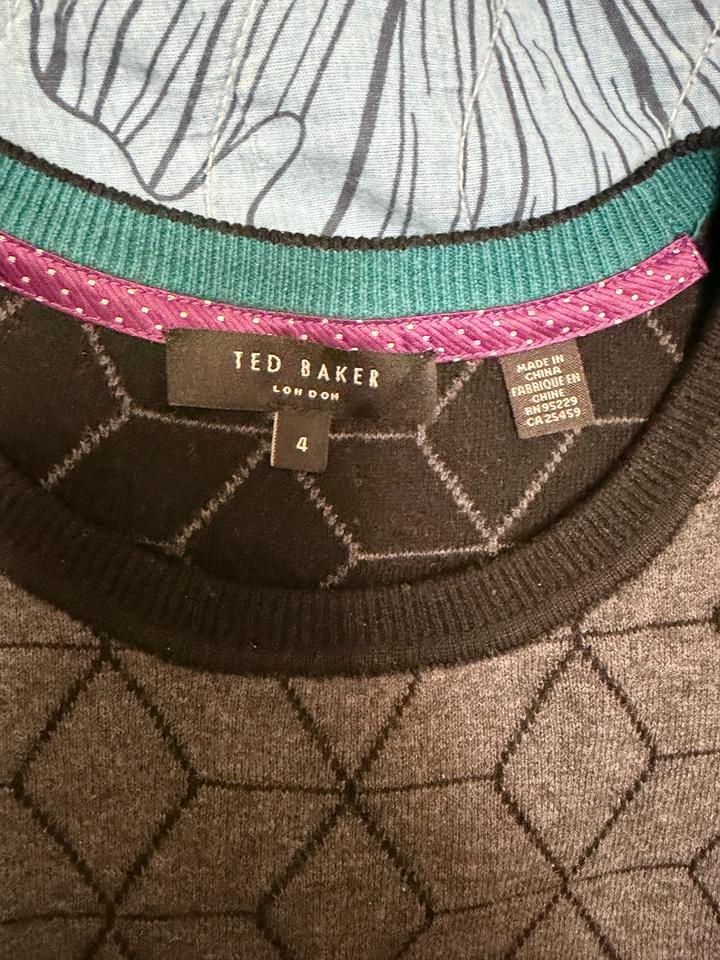 TED BAKER
LONDON
4
MADE IN
CHINA
FABRIQUE EN
CHINE
RN 95229
CA 25459